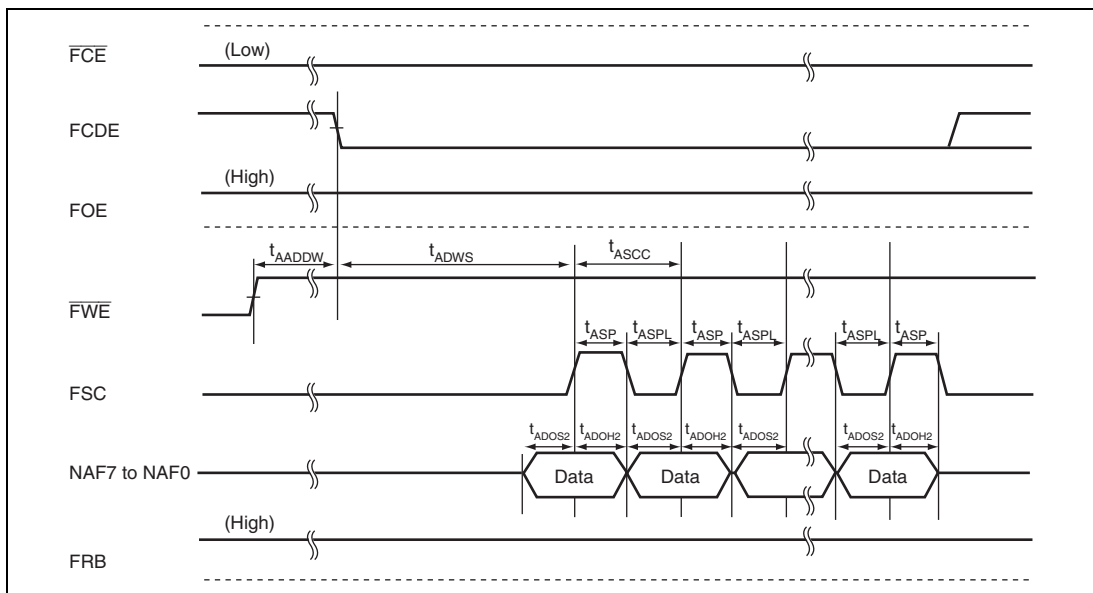 FCE (Low)
FCDE
(High)
FOE
tAADDW tADWS tASCC
FWE
tASP tASPL tASP tASPL tASPL tASP
FSC
tADOS2 tADOH2 tADOS2 tADOH2 tADOS2 tADOS2 tADOH2
NAF7 to NAF0 Data Data Data
(High)
FRB